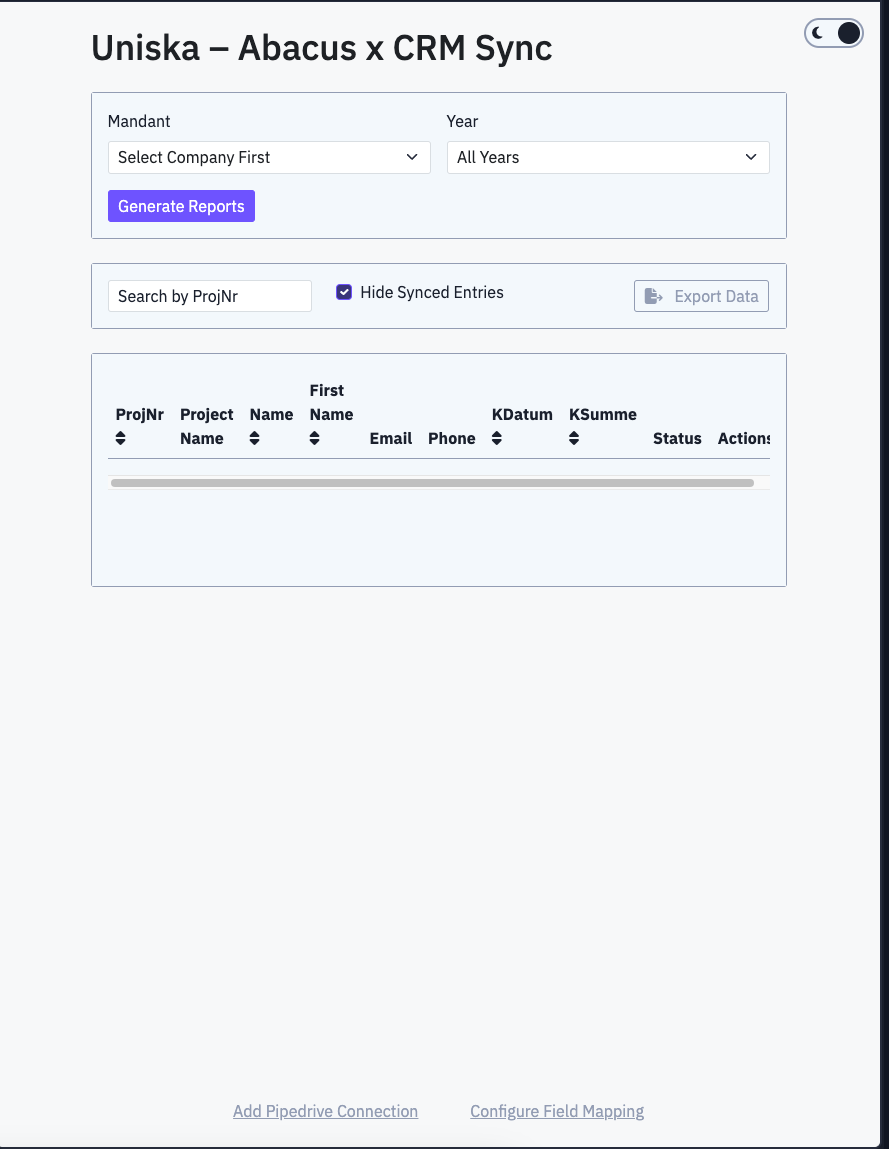 Uniska – Abacus x CRM Sync
Mandant
Year
Select Company First
All Years
Generate Reports
Search by ProjNr
Hide Synced Entries
Export Data
ProjNr
Project Name
Name
First Name
Email
Phone
KDatum
KSumme
Status
Actions
Add Pipedrive Connection
Configure Field Mapping